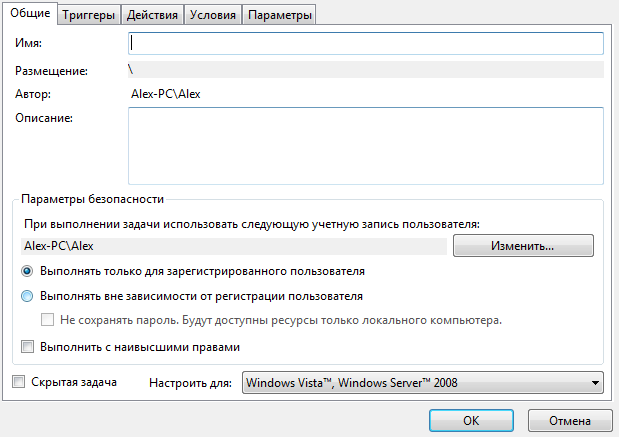 Общие Триггеры Действия Условия Параметры
Имя:
Размещение: \
Автор: Alex-PC\Alex
Описание:
Параметры безопасности
При выполнении задачи использовать следующую учетную запись пользователя:
Alex-PC\Alex Изменить...
Выполнять только для зарегистрированного пользователя
Выполнять вне зависимости от регистрации пользователя
Не сохранять пароль. Будут доступны ресурсы только локального компьютера.
Выполнить с наивысшими правами
Скрытая задача Настроить для: Windows Vista™, Windows Server™ 2008
OK Отмена